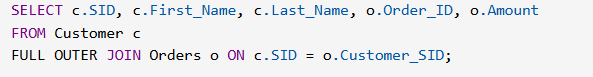 SELECT c.SID, c.First_Name, c.Last_Name, o.Order_ID, o.Amount
FROM Customer c
FULL OUTER JOIN Orders o ON c.SID = o.Customer_SID;